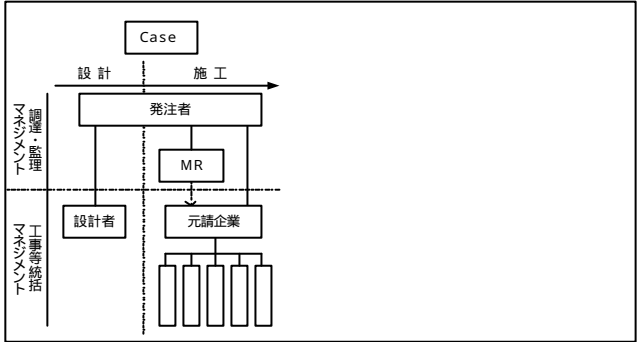 Case
設 計
施 工
発注者
調達・監理
マネジメント
MR
設計者
元請企業
工事等統括
マネジメント